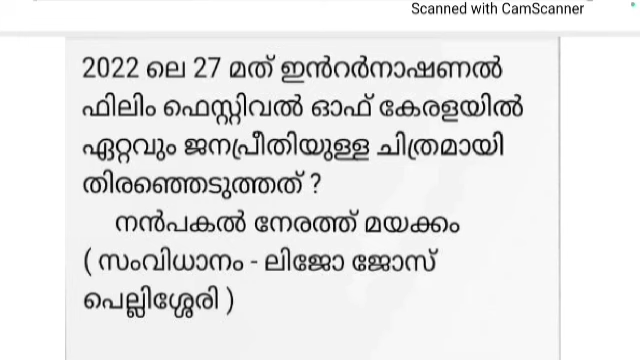 Scanned with CamScanner
2022 ലെ 27 മത് ഇൻറർനാഷണൽ
ഫിലിം ഫെസ്റ്റിവൽ ഓഫ് കേരളയിൽ
ഏറ്റവും ജനപ്രീതിയുള്ള ചിത്രമായി
തിരഞ്ഞെടുത്തത് ?
നൻപകൽ നേരത്ത് മയക്കം
( സംവിധാനം - ലിജോ ജോസ്
പെല്ലിശ്ശേരി )